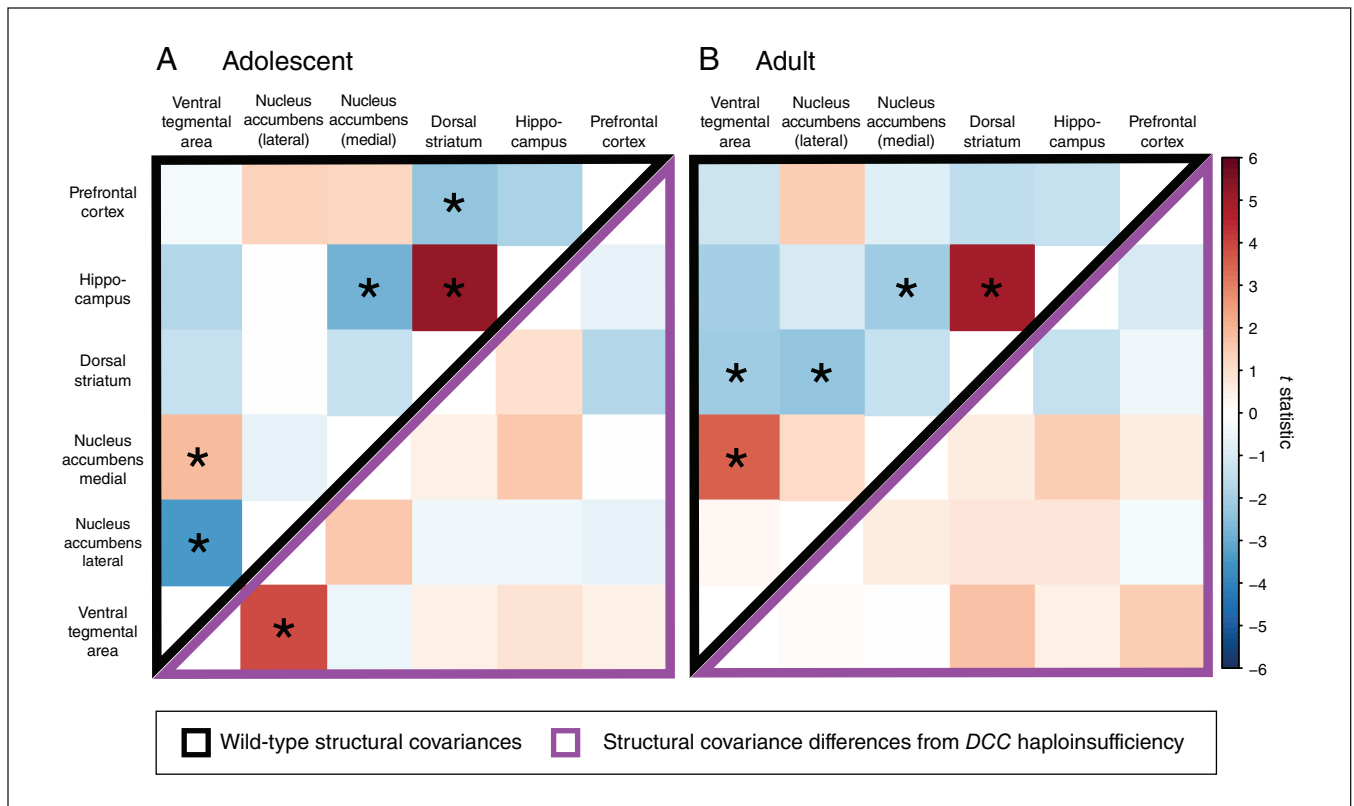 A Adolescent
Ventral
tegmental
area
Nucleus
accumbens
(lateral)
Nucleus
accumbens
(medial)
Dorsal
striatum
Hippo-
campus
Prefrontal
cortex
Prefrontal
cortex
*
Hippo-
campus
* *
Dorsal
striatum
Nucleus
accumbens
medial
*
Nucleus
accumbens
lateral
*
Ventral
tegmental
area
*
B Adult
Ventral
tegmental
area
Nucleus
accumbens
(lateral)
Nucleus
accumbens
(medial)
Dorsal
striatum
Hippo-
campus
Prefrontal
cortex
* *
* *
*
6
5
4
3
2
1
0
−1
−2
−3
−4
−5
−6
t statistic
Wild-type structural covariances
Structural covariance differences from DCC haploinsufficiency